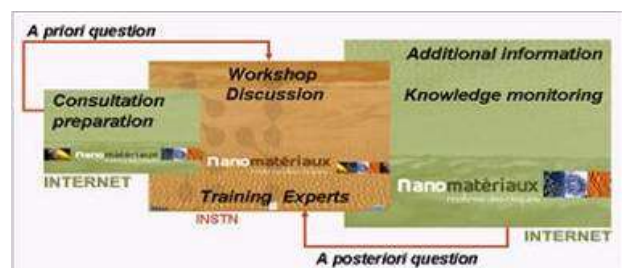 A priori question
Consultation
preparation
nanomatériaux
INTERNET
Workshop
Discussion
nanomatériaux
Training Experts
INSTN
Additional information
Knowledge monitoring
nanomatériaux
INTERNET
A posteriori question